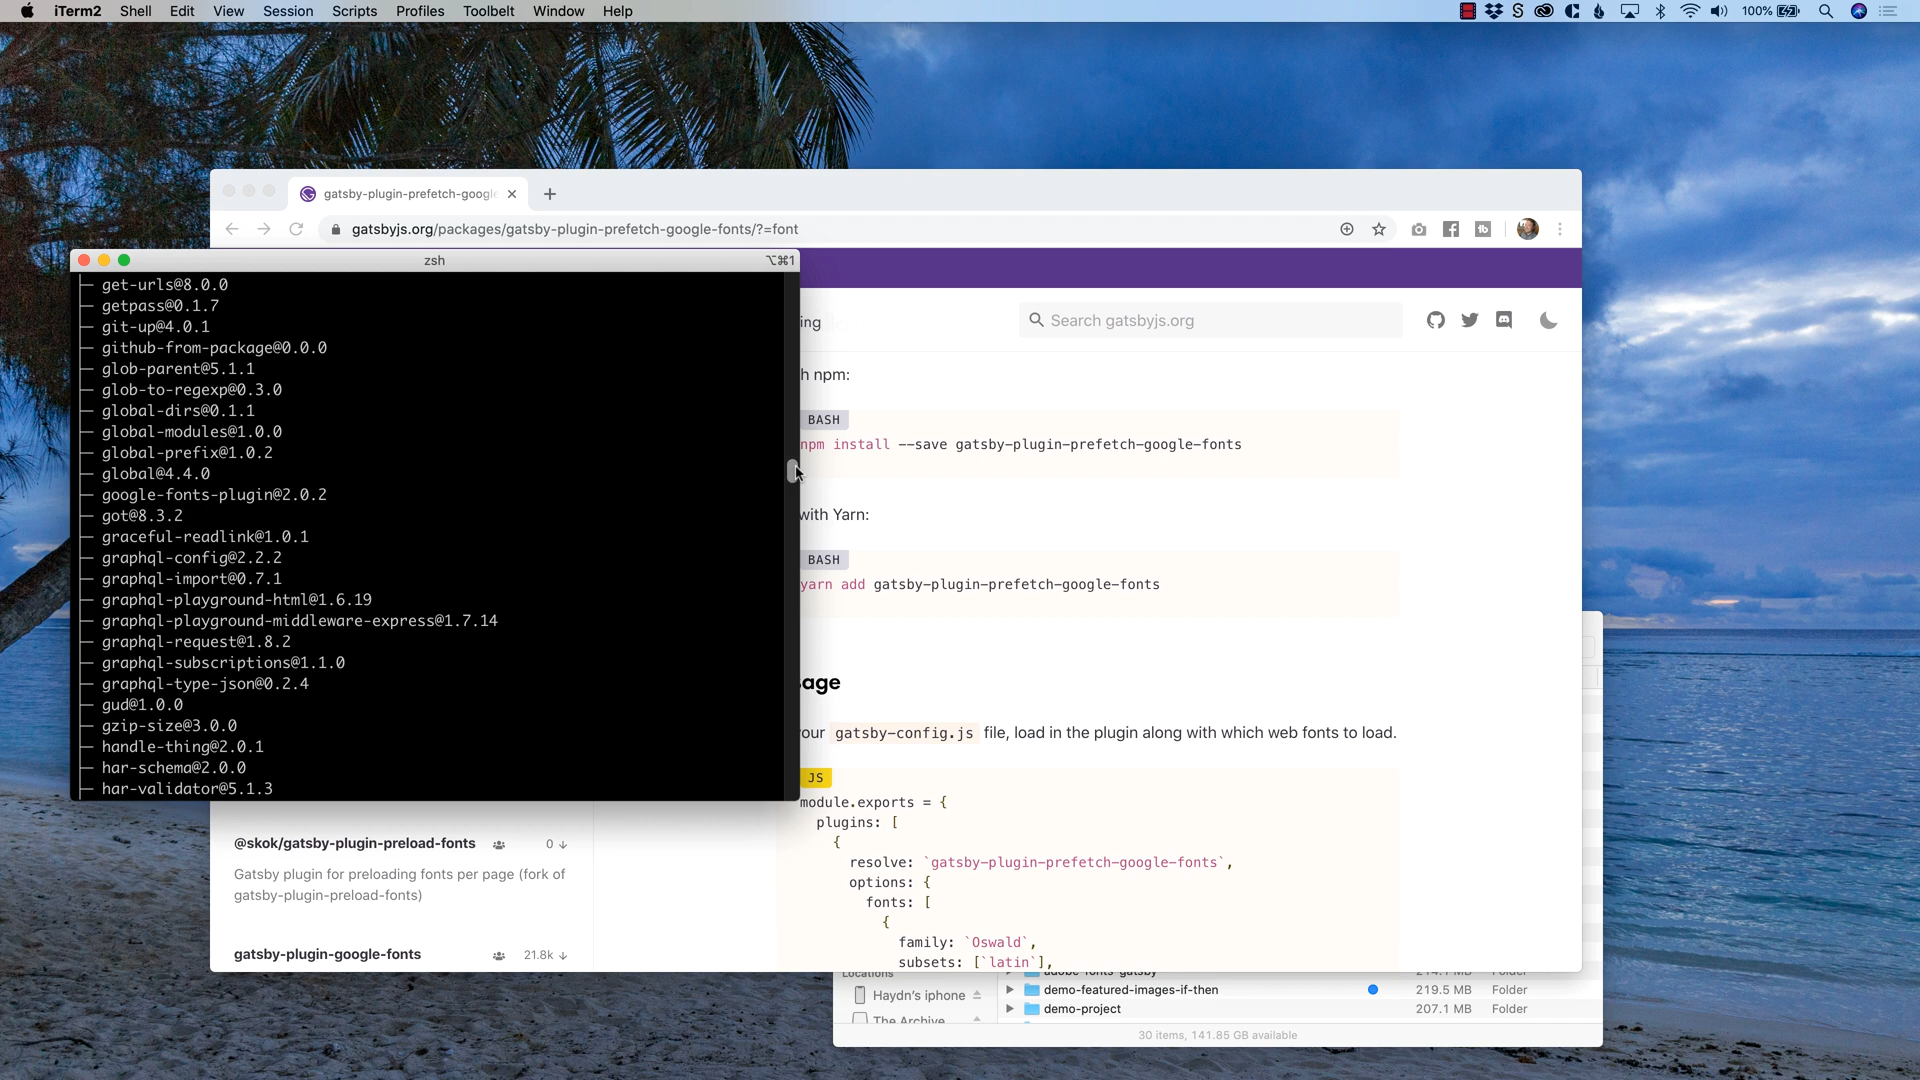 iTerm2 Shell Edit View Session Scripts Profiles Toolbelt Window Help
100%
gatsby-plugin-prefetch-google
gatsbyjs.org/packages/gatsby-plugin-prefetch-google-fonts/?=font
zsh
⌥⌘1
get-urls@8.0.0
getpass@0.1.7
git-up@4.0.1
github-from-package@0.0.0
glob-parent@5.1.1
glob-to-regexp@0.3.0
global-dirs@0.1.1
global-modules@1.0.0
global-prefix@1.0.2
global@4.4.0
google-fonts-plugin@2.0.2
got@8.3.2
graceful-readlink@1.0.1
graphql-config@2.2.2
graphql-import@0.7.1
graphql-playground-html@1.6.19
graphql-playground-middleware-express@1.7.14
graphql-request@1.8.2
graphql-subscriptions@1.1.0
graphql-type-json@0.2.4
gud@1.0.0
gzip-size@3.0.0
handle-thing@2.0.1
har-schema@2.0.0
har-validator@5.1.3
ing
Search gatsbyjs.org
h npm:
BASH
npm install --save gatsby-plugin-prefetch-google-fonts
with Yarn:
BASH
yarn add gatsby-plugin-prefetch-google-fonts
sage
your gatsby-config.js file, load in the plugin along with which web fonts to load.
JS
module.exports = {
plugins: [
{
resolve: `gatsby-plugin-prefetch-google-fonts`,
options: {
fonts: [
{
family: `Oswald`,
subsets: [`latin`],
@skok/gatsby-plugin-preload-fonts
0 ↓
Gatsby plugin for preloading fonts per page (fork of
gatsby-plugin-preload-fonts)
gatsby-plugin-google-fonts
21.8k ↓
Locations
adobe-fonts-gatsby 214.1 MB Folder
Haydn's iphone
demo-featured-images-if-then 219.5 MB Folder
demo-project 207.1 MB Folder
The Archive
30 items, 141.85 GB available